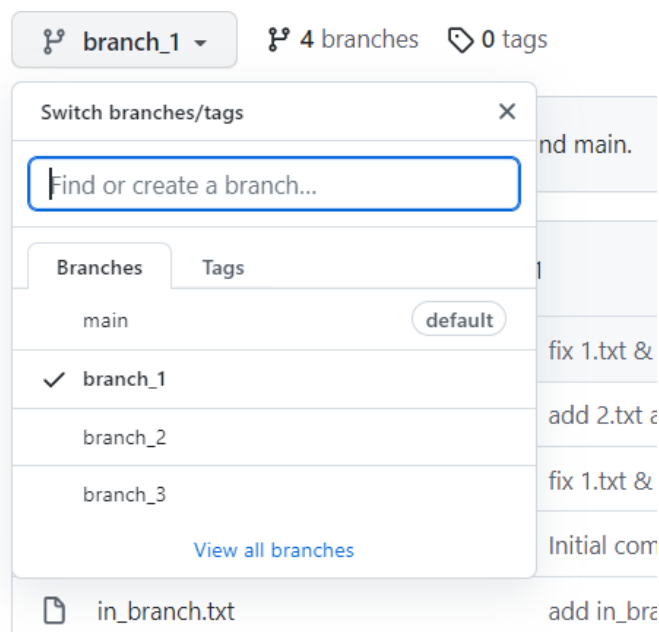 branch_1 4 branches 0 tags
Switch branches/tags
nd main.
Find or create a branch...
Branches Tags
1
main default
fix 1.txt &
branch_1
add 2.txt a
branch_2
fix 1.txt &
branch_3
View all branches
Initial com
in_branch.txt
add in_bra